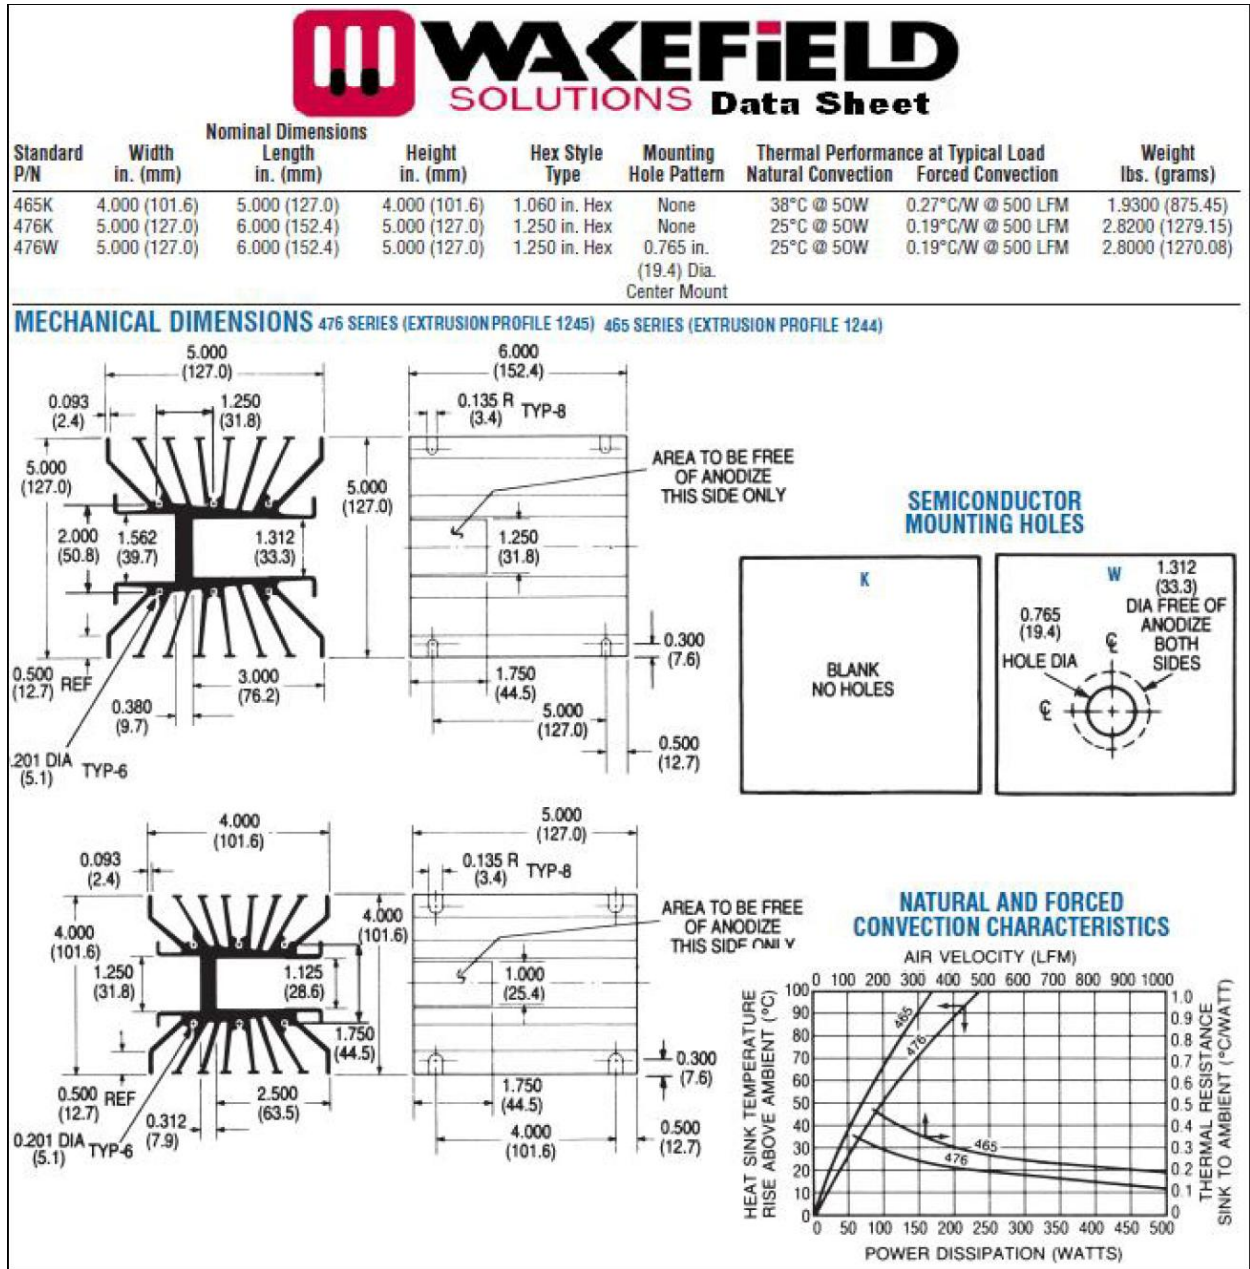 WAKEFIELD
SOLUTIONS Data Sheet
Nominal Dimensions
Standard Width Length Height Hex Style Mounting Thermal Performance at Typical Load Weight
P/N in. (mm) in. (mm) in. (mm) Type Hole Pattern Natural Convection Forced Convection lbs. (grams)
465K 4.000 (101.6) 5.000 (127.0) 4.000 (101.6) 1.060 in. Hex None 38°C @ 50W 0.27°C/W @ 500 LFM 1.9300 (875.45)
476K 5.000 (127.0) 6.000 (152.4) 5.000 (127.0) 1.250 in. Hex None 25°C @ 50W 0.19°C/W @ 500 LFM 2.8200 (1279.15)
476W 5.000 (127.0) 6.000 (152.4) 5.000 (127.0) 1.250 in. Hex 0.765 in. 25°C @ 50W 0.19°C/W @ 500 LFM 2.8000 (1270.08)
(19.4) Dia.
Center Mount
MECHANICAL DIMENSIONS 476 SERIES (EXTRUSION PROFILE 1245) 465 SERIES (EXTRUSION PROFILE 1244)
5.000
(127.0)
0.093
(2.4)
1.250
(31.8)
5.000
(127.0)
2.000
(50.8)
1.562
(39.7)
1.312
(33.3)
5.000
(127.0)
0.500
(12.7) REF
0.380
(9.7)
3.000
(76.2)
.201 DIA
(5.1) TYP-6
6.000
(152.4)
0.135 R
(3.4) TYP-8
AREA TO BE FREE
OF ANODIZE
THIS SIDE ONLY
1.250
(31.8)
0.300
(7.6)
1.750
(44.5)
5.000
(127.0)
0.500
(12.7)
SEMICONDUCTOR
MOUNTING HOLES
K
BLANK
NO HOLES
W
1.312
(33.3)
DIA FREE OF
ANODIZE
BOTH
SIDES
0.765
(19.4)
HOLE DIA
℄
℄
4.000
(101.6)
0.093
(2.4)
4.000
(101.6)
1.250
(31.8)
1.125
(28.6)
4.000
(101.6)
1.750
(44.5)
0.500
(12.7) REF
0.312
(7.9)
2.500
(63.5)
0.201 DIA
(5.1) TYP-6
5.000
(127.0)
0.135 R
(3.4) TYP-8
AREA TO BE FREE
OF ANODIZE
THIS SIDE ONLY
1.000
(25.4)
0.300
(7.6)
1.750
(44.5)
4.000
(101.6)
0.500
(12.7)
NATURAL AND FORCED
CONVECTION CHARACTERISTICS
AIR VELOCITY (LFM)
0 100 200 300 400 500 600 700 800 900 1000
HEAT SINK TEMPERATURE
RISE ABOVE AMBIENT (°C)
100
90
80
70
60
50
40
30
20
10
0
465
476
465
476
1.0
0.9
0.8
0.7
0.6
0.5
0.4
0.3
0.2
0.1
0
THERMAL RESISTANCE
SINK TO AMBIENT (°C/WATT)
0 50 100 150 200 250 300 350 400 450 500
POWER DISSIPATION (WATTS)